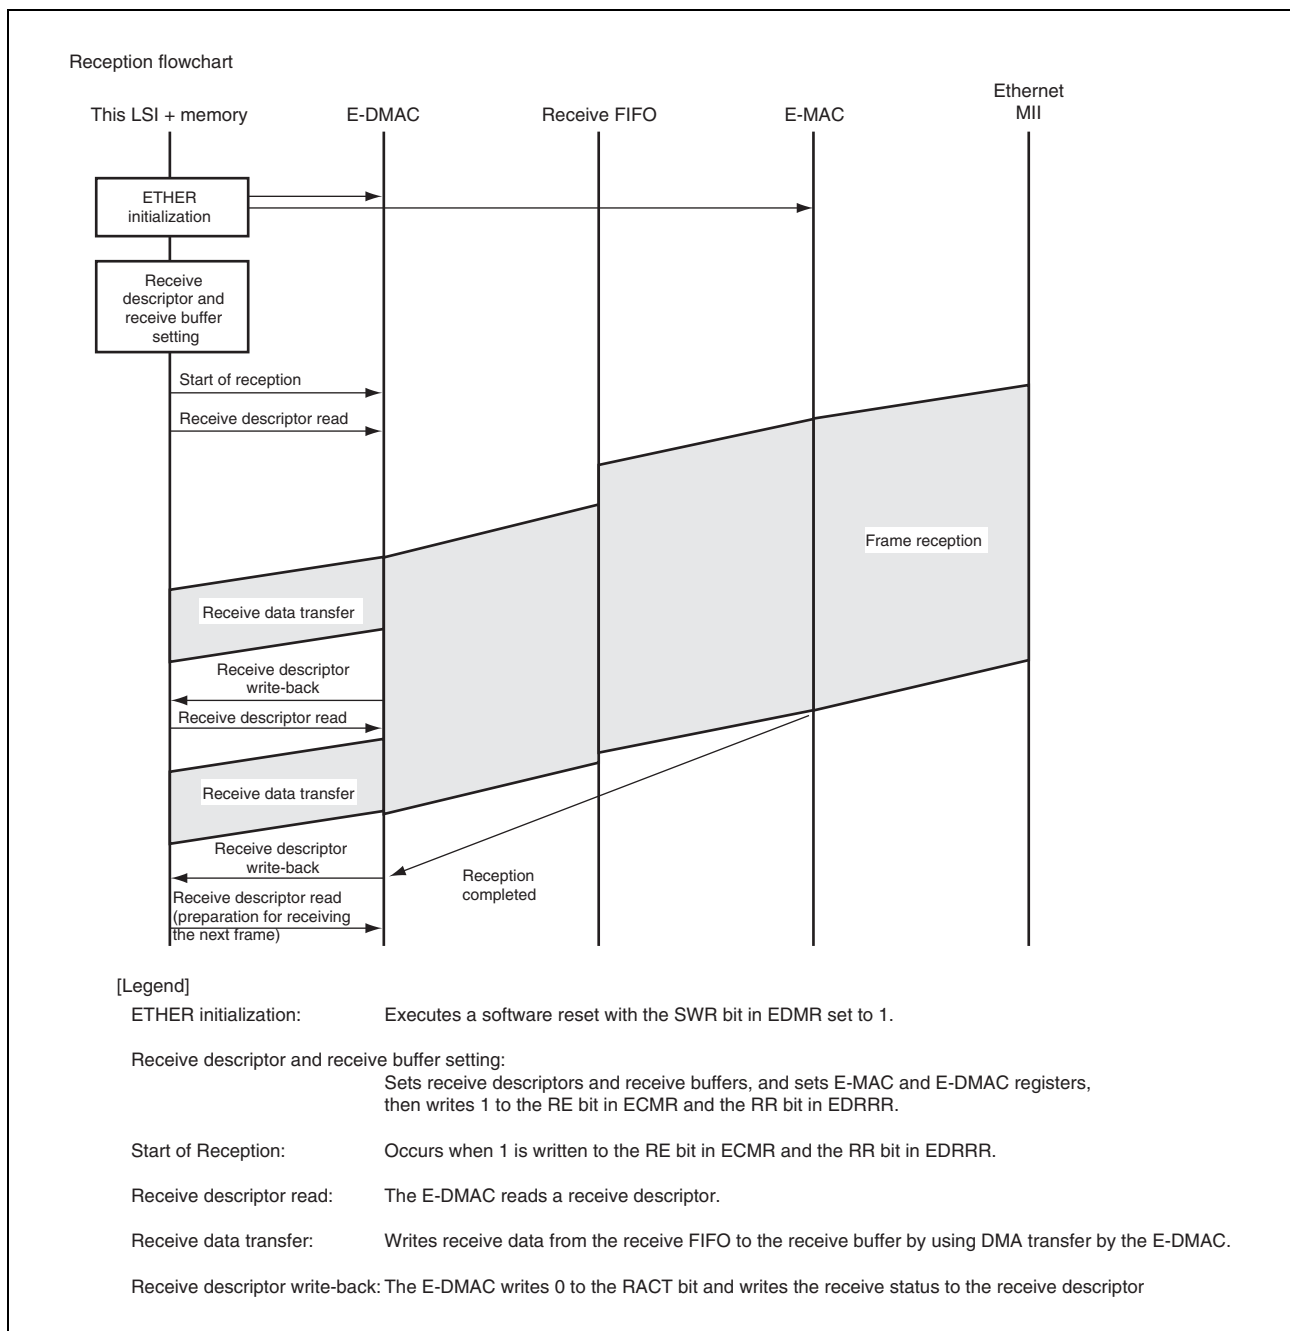 Reception flowchart
This LSI + memory
E-DMAC
Receive FIFO
E-MAC
Ethernet
MII
ETHER
initialization
Receive
descriptor and
receive buffer
setting
Start of reception
Receive descriptor read
Frame reception
Receive data transfer
Receive descriptor
write-back
Receive descriptor read
Receive data transfer
Receive descriptor
write-back
Reception
completed
Receive descriptor read
(preparation for receiving
the next frame)
[Legend]
ETHER initialization: Executes a software reset with the SWR bit in EDMR set to 1.
Receive descriptor and receive buffer setting:
Sets receive descriptors and receive buffers, and sets E-MAC and E-DMAC registers,
then writes 1 to the RE bit in ECMR and the RR bit in EDRRR.
Start of Reception: Occurs when 1 is written to the RE bit in ECMR and the RR bit in EDRRR.
Receive descriptor read: The E-DMAC reads a receive descriptor.
Receive data transfer: Writes receive data from the receive FIFO to the receive buffer by using DMA transfer by the E-DMAC.
Receive descriptor write-back: The E-DMAC writes 0 to the RACT bit and writes the receive status to the receive descriptor